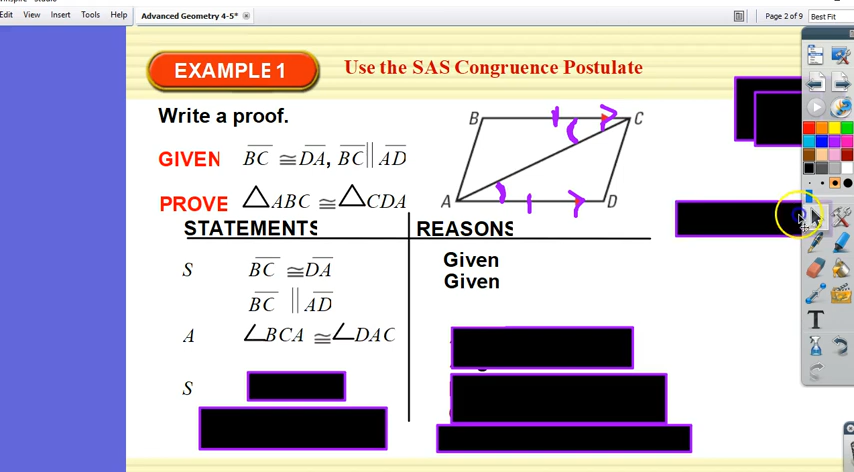 Edit View Insert Tools Help
Advanced Geometry 4-5*
Page 2 of 9
Best Fit
EXAMPLE 1
Use the SAS Congruence Postulate
Write a proof.
GIVEN BC ≅ DA, BC || AD
PROVE △ABC ≅ △CDA
B
C
A
D
STATEMENTS REASONS
S BC ≅ DA Given
BC || AD Given
A ∠BCA ≅ ∠DAC
S
T